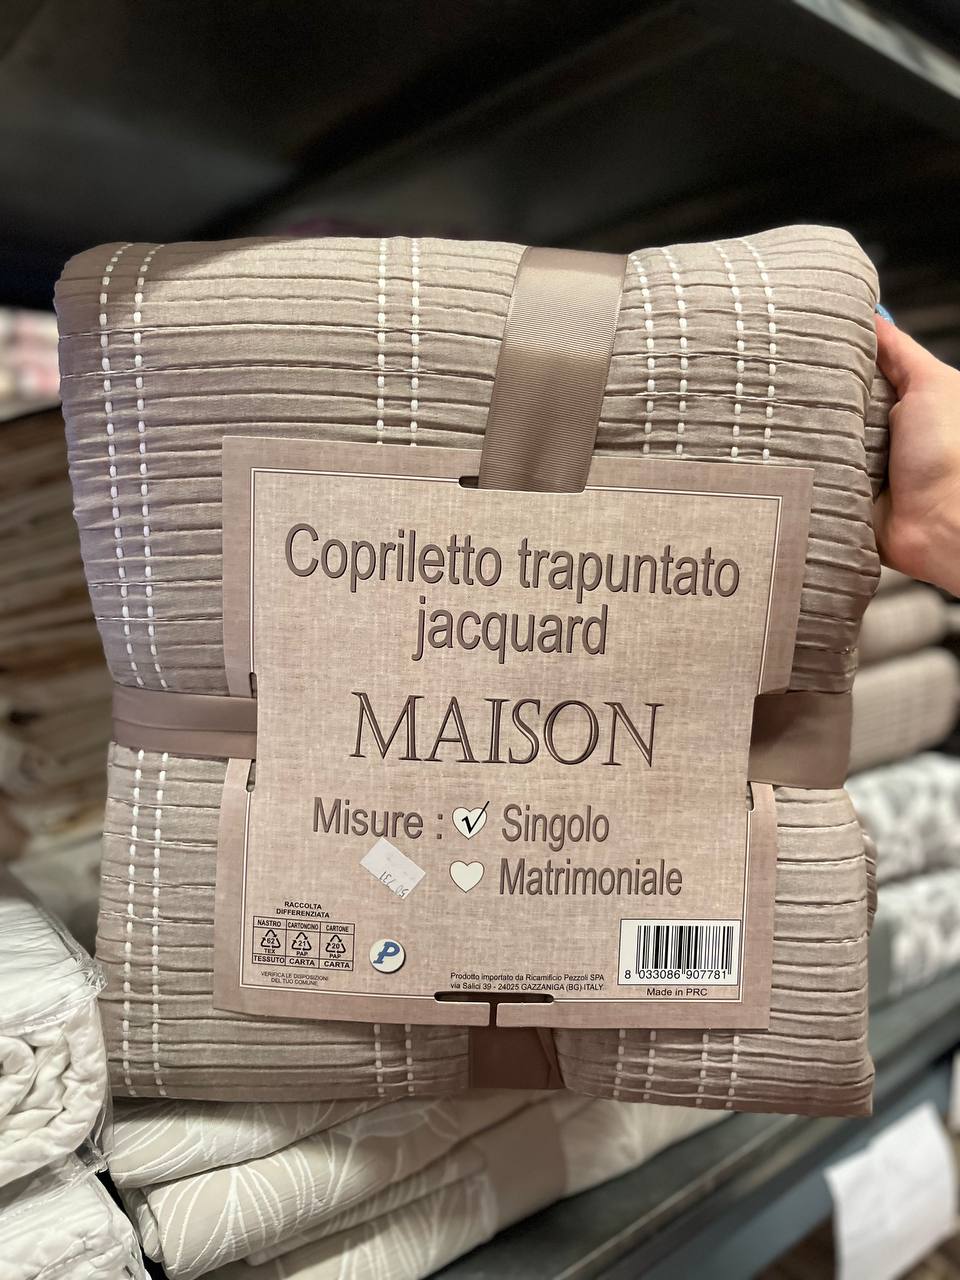 Copriletto trapuntato
jacquard
MAISON
Misure : Singolo
Matrimoniale
RACCOLTA
DIFFERENZIATA
NASTRO CARTONCINO CARTONE
62 21 20
TEX PAP PAP
TESSUTO CARTA CARTA
VERIFICA LE DISPOSIZIONI
DEL TUO COMUNE
P
Prodotto importato da Ricamificio Pezzoli SPA
via Salici 39 - 24025 GAZZANIGA (BG) ITALY
8 033086 907781
Made in PRC